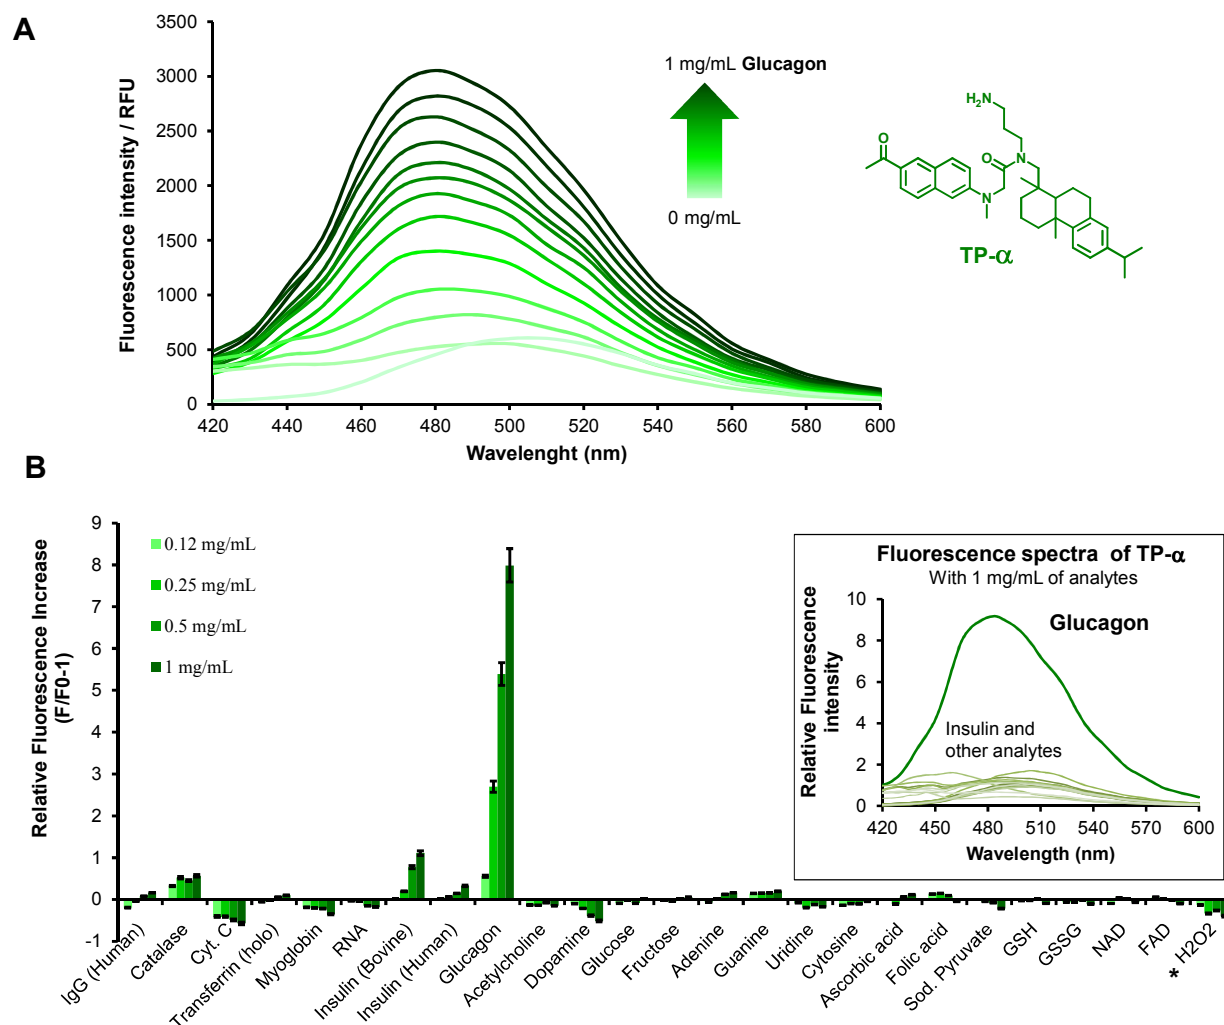 A
3500
3000
2500
2000
1500
1000
500
0
Fluorescence intensity / RFU
420 440 460 480 500 520 540 560 580 600
Wavelenght (nm)
1 mg/mL Glucagon
0 mg/mL
H₂N
O
O
N
N
TP-α
B
9
8
7
6
5
4
3
2
1
0
-1
Relative Fluorescence Increase
(F/F0-1)
0.12 mg/mL
0.25 mg/mL
0.5 mg/mL
1 mg/mL
Fluorescence spectra of TP-α
With 1 mg/mL of analytes
10
8
6
4
2
0
Relative Fluorescence
intensity
Glucagon
Insulin and
other analytes
420 450 480 510 540 570 600
Wavelength (nm)
IgG (Human)
Catalase
Cyt. C
Transferrin (holo)
Myoglobin
RNA
Insulin (Bovine)
Insulin (Human)
Glucagon
Acetylcholine
Dopamine
Glucose
Fructose
Adenine
Guanine
Uridine
Cytosine
Ascorbic acid
Folic acid
Sod. Pyruvate
GSH
GSSG
NAD
FAD
* H2O2